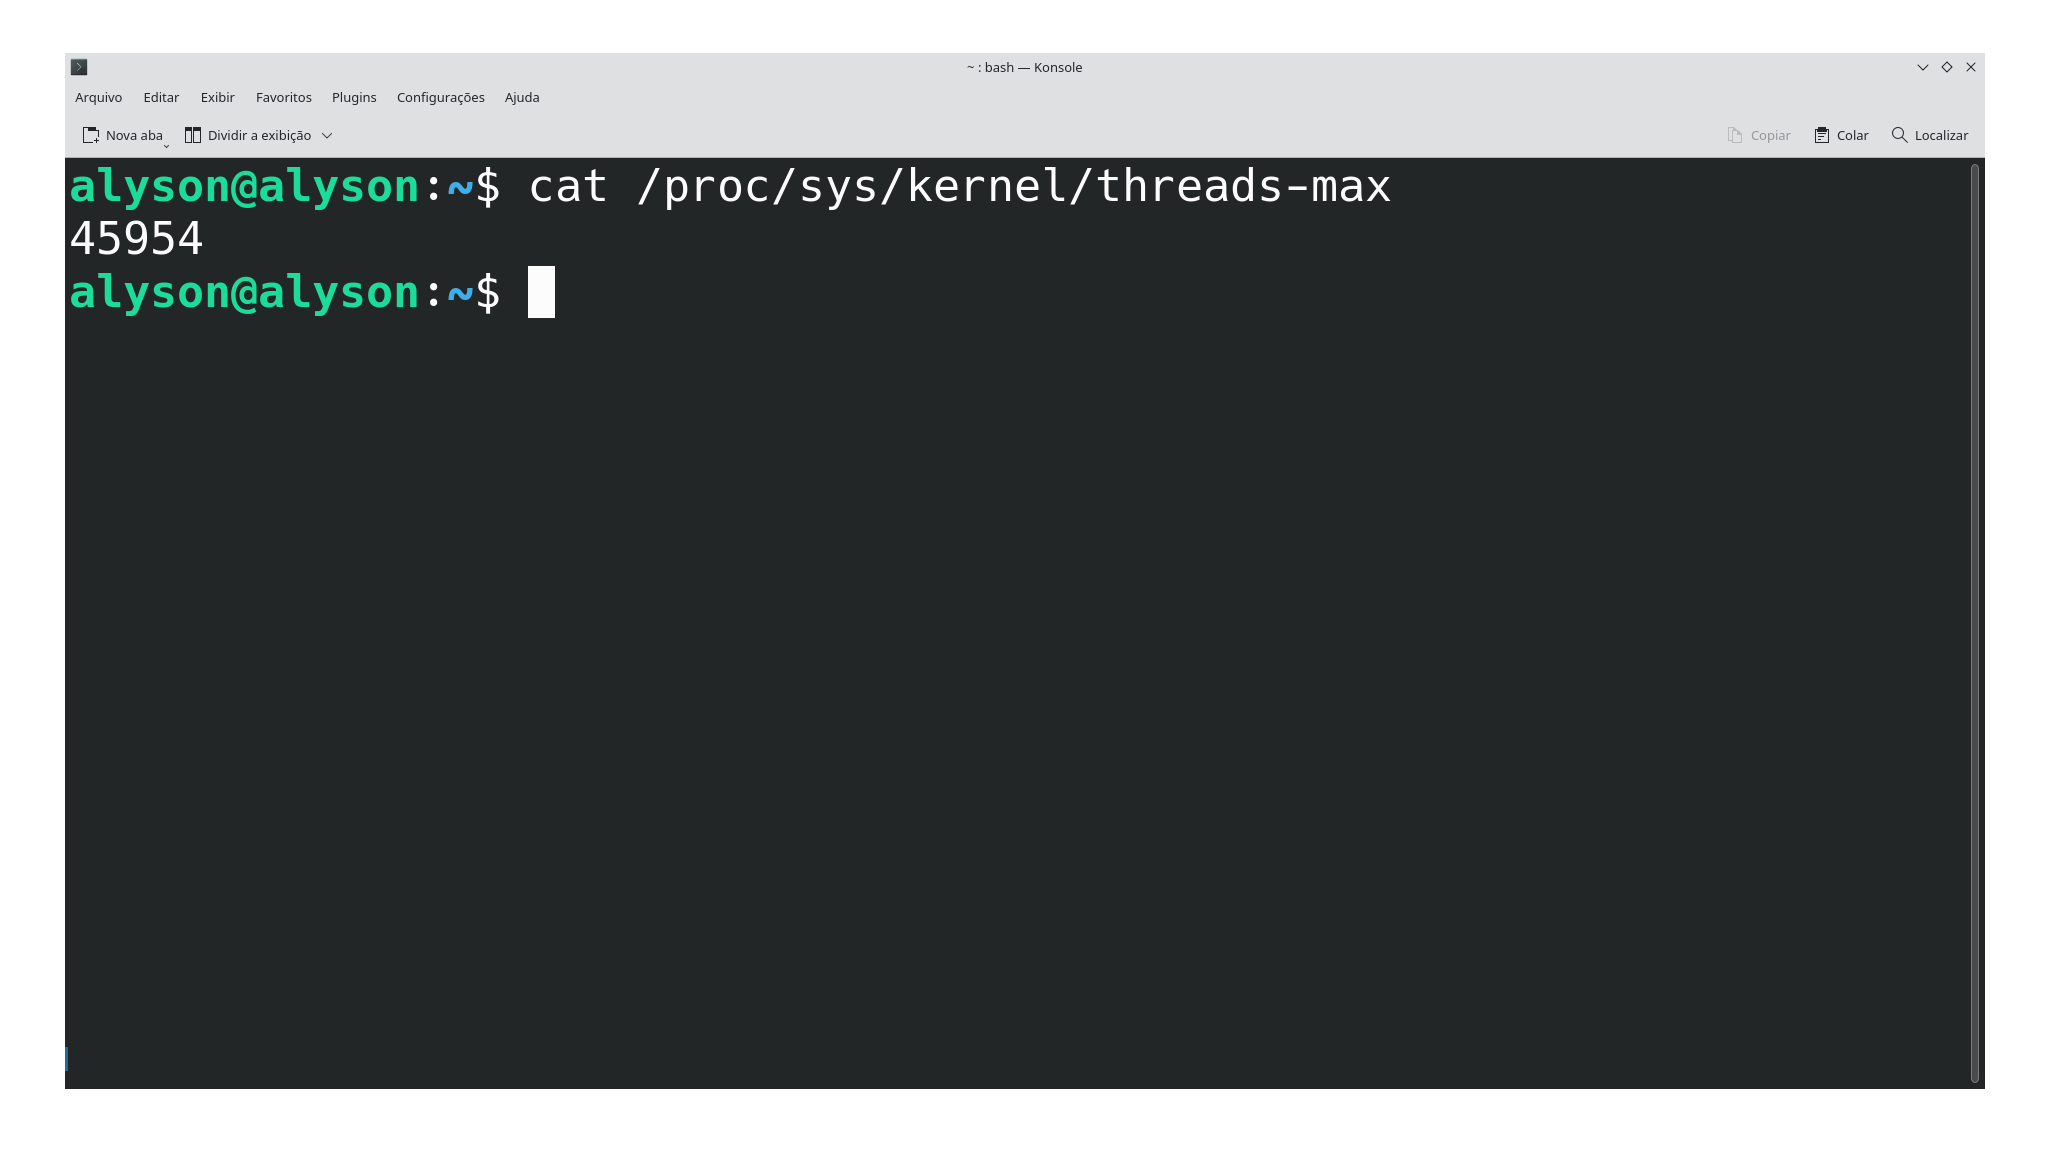 ~ : bash — Konsole
Arquivo Editar Exibir Favoritos Plugins Configurações Ajuda
Nova aba Dividir a exibição Copiar Colar Localizar
alyson@alyson:~$ cat /proc/sys/kernel/threads-max
45954
alyson@alyson:~$